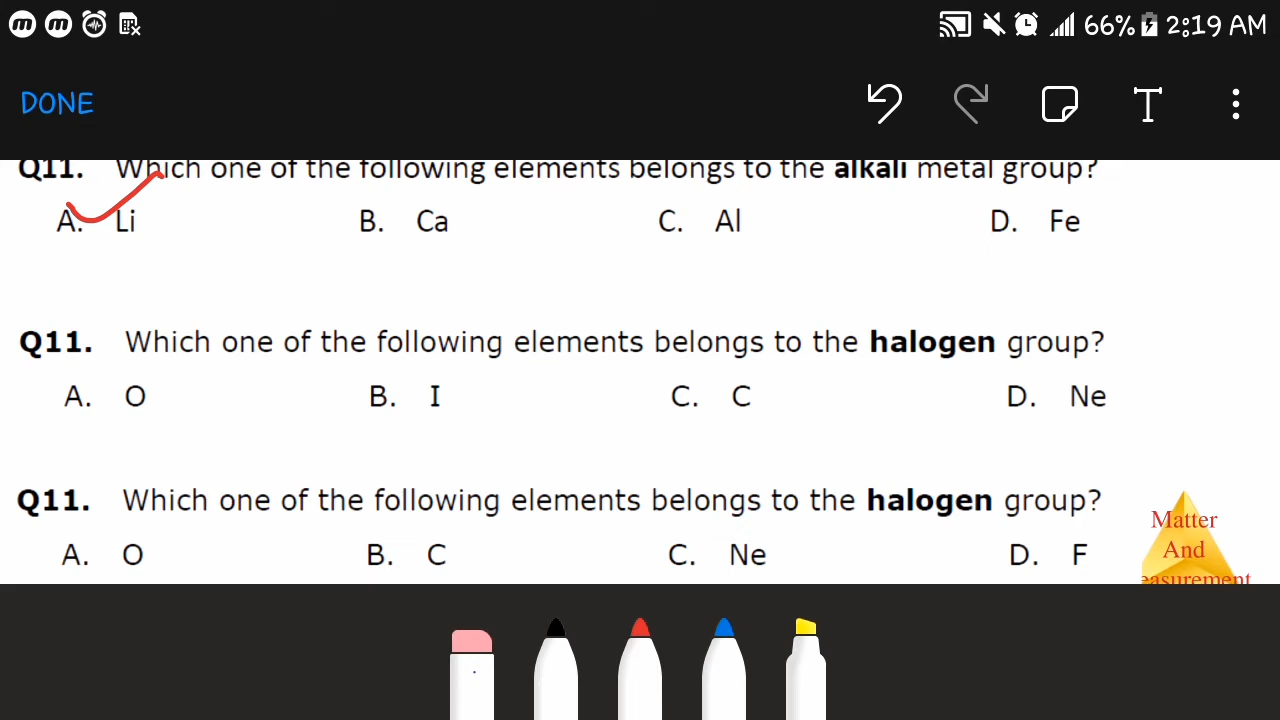 66% 2:19 AM
DONE
T
Q11. Which one of the following elements belongs to the alkali metal group?
A. Li B. Ca C. Al D. Fe
Q11. Which one of the following elements belongs to the halogen group?
A. O B. I C. C D. Ne
Q11. Which one of the following elements belongs to the halogen group?
A. O B. C C. Ne D. F
Matter
And
easurement